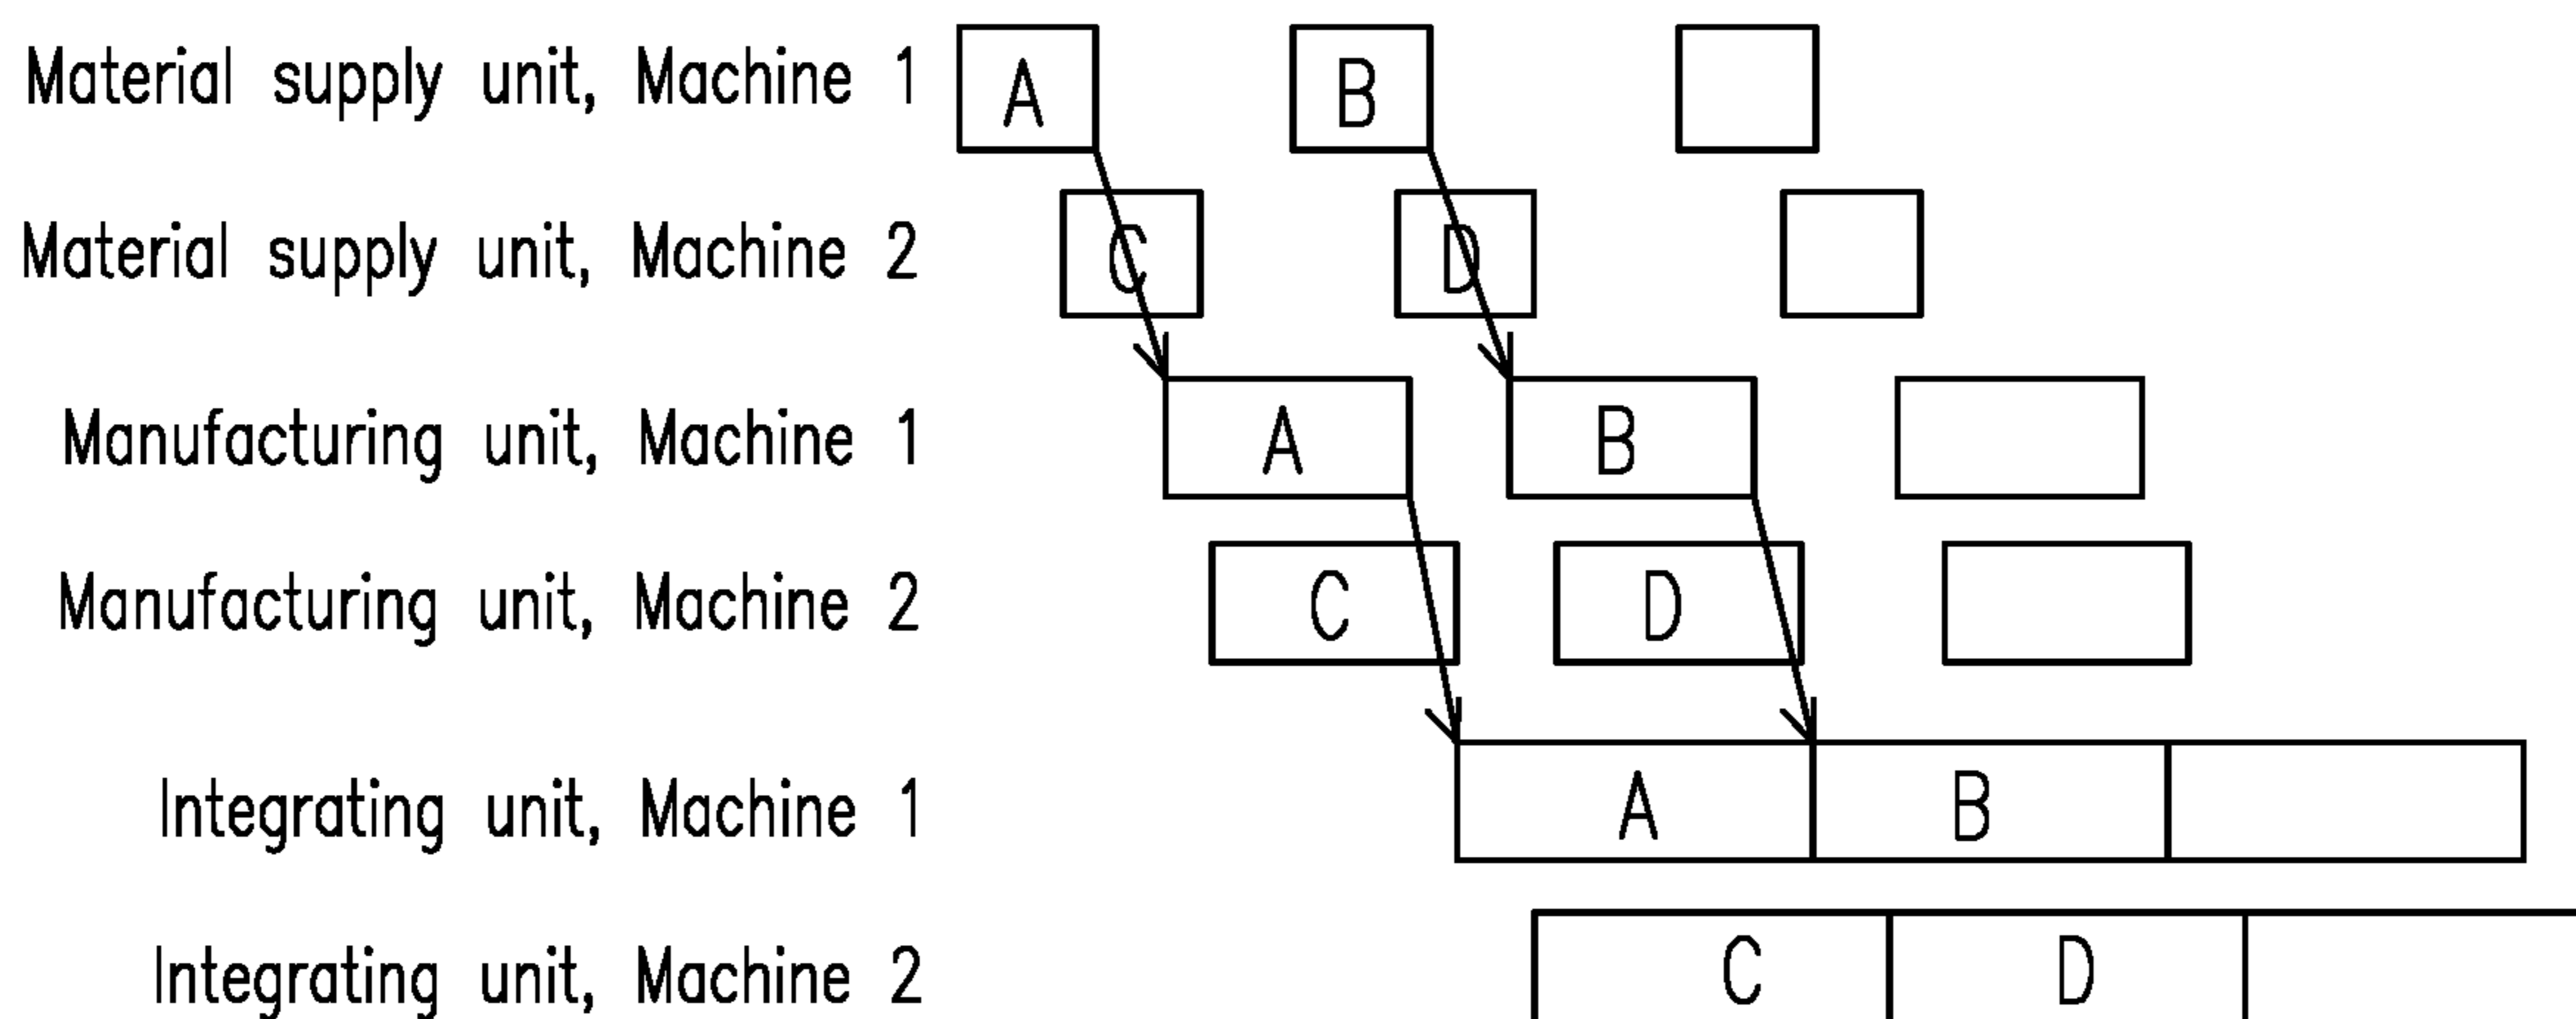 Material supply unit, Machine 1 A B
Material supply unit, Machine 2 C D
Manufacturing unit, Machine 1 A B
Manufacturing unit, Machine 2 C D
Integrating unit, Machine 1 A B
Integrating unit, Machine 2 C D